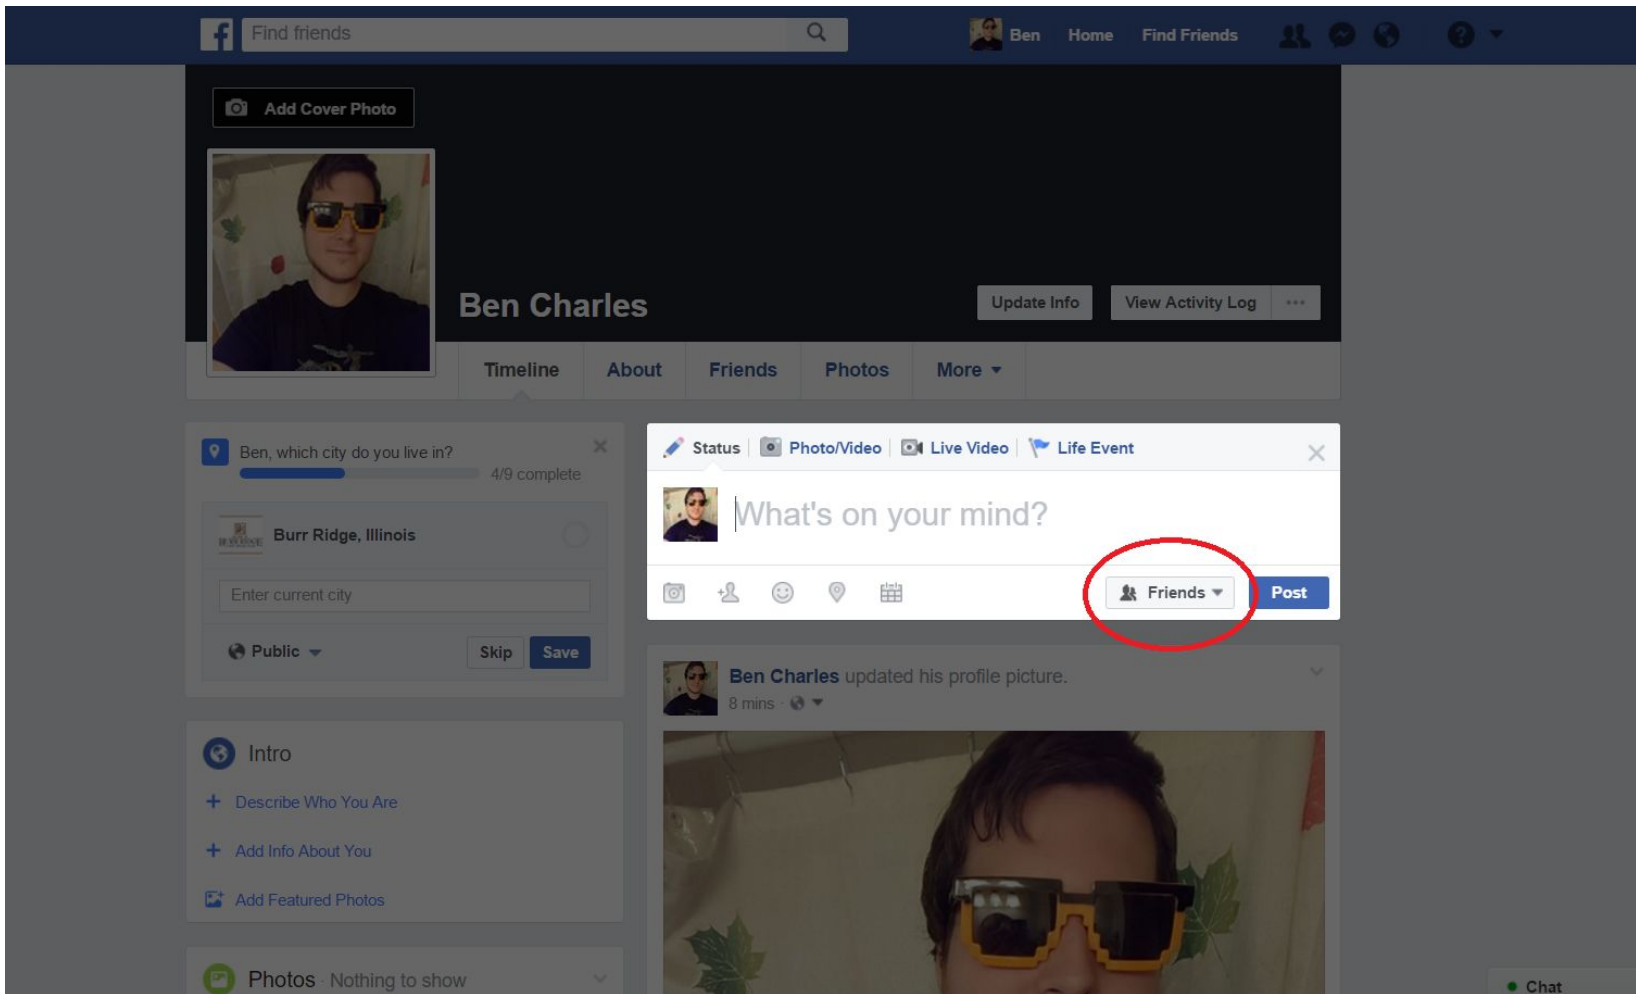 f
Find friends
Ben Home Find Friends
Add Cover Photo
Ben Charles
Update Info
View Activity Log
Timeline About Friends Photos More
Ben, which city do you live in?
4/9 complete
Burr Ridge, Illinois
Enter current city
Public
Skip Save
Intro
+ Describe Who You Are
+ Add Info About You
Add Featured Photos
Photos · Nothing to show
Status Photo/Video Live Video Life Event
What's on your mind?
Friends
Post
Ben Charles updated his profile picture.
8 mins ·
Chat